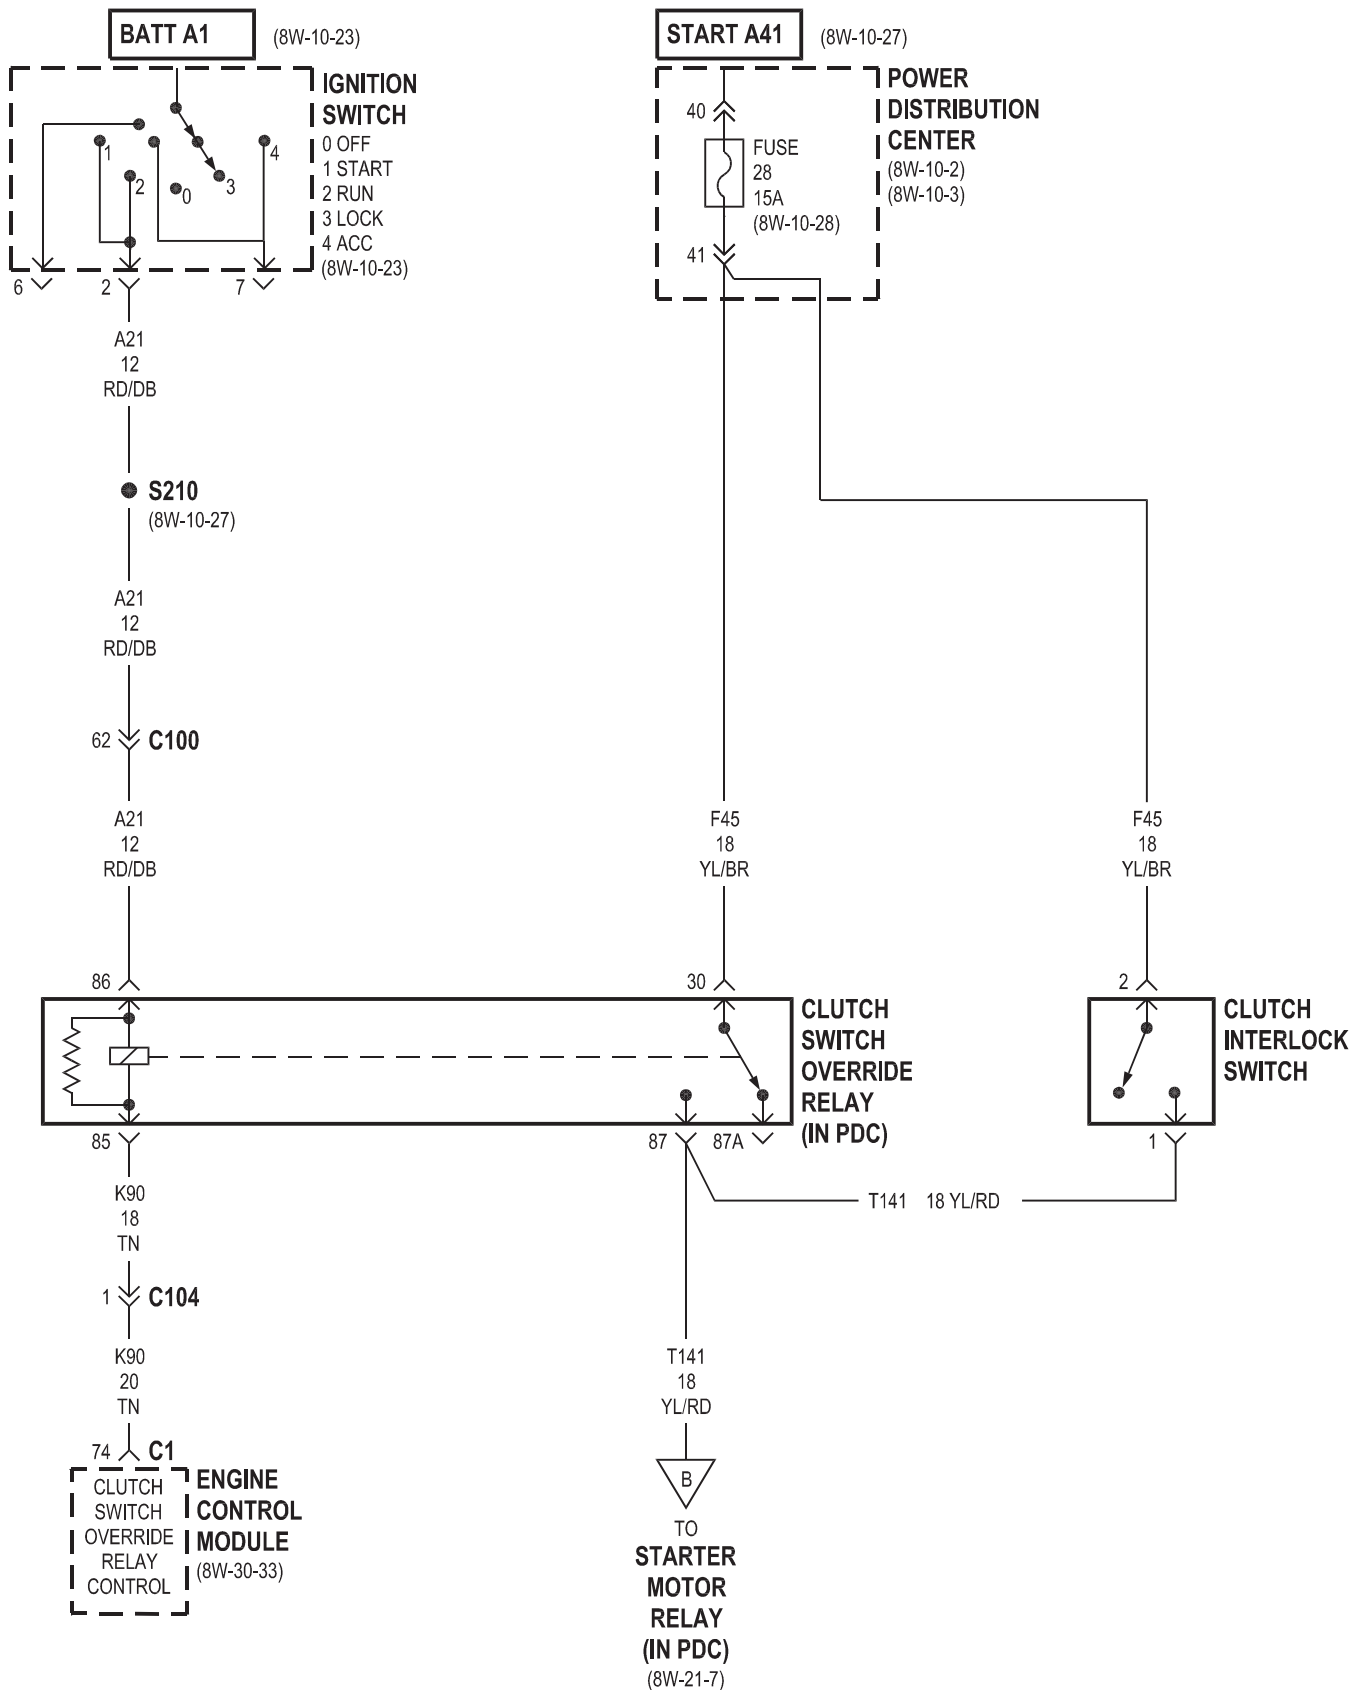 BATT A1
(8W-10-23)
START A41
(8W-10-27)
IGNITION
SWITCH
0 OFF
1 START
2 RUN
3 LOCK
4 ACC
(8W-10-23)
1
2
0
3
4
6
2
7
POWER
DISTRIBUTION
CENTER
(8W-10-2)
(8W-10-3)
40
FUSE
28
15A
(8W-10-28)
41
A21
12
RD/DB
S210
(8W-10-27)
A21
12
RD/DB
62
C100
A21
12
RD/DB
F45
18
YL/BR
F45
18
YL/BR
86
30
2
CLUTCH
SWITCH
OVERRIDE
RELAY
(IN PDC)
CLUTCH
INTERLOCK
SWITCH
85
87
87A
1
K90
18
TN
T141 18 YL/RD
1
C104
K90
20
TN
T141
18
YL/RD
74
C1
CLUTCH
SWITCH
OVERRIDE
RELAY
CONTROL
ENGINE
CONTROL
MODULE
(8W-30-33)
B
TO
STARTER
MOTOR
RELAY
(IN PDC)
(8W-21-7)